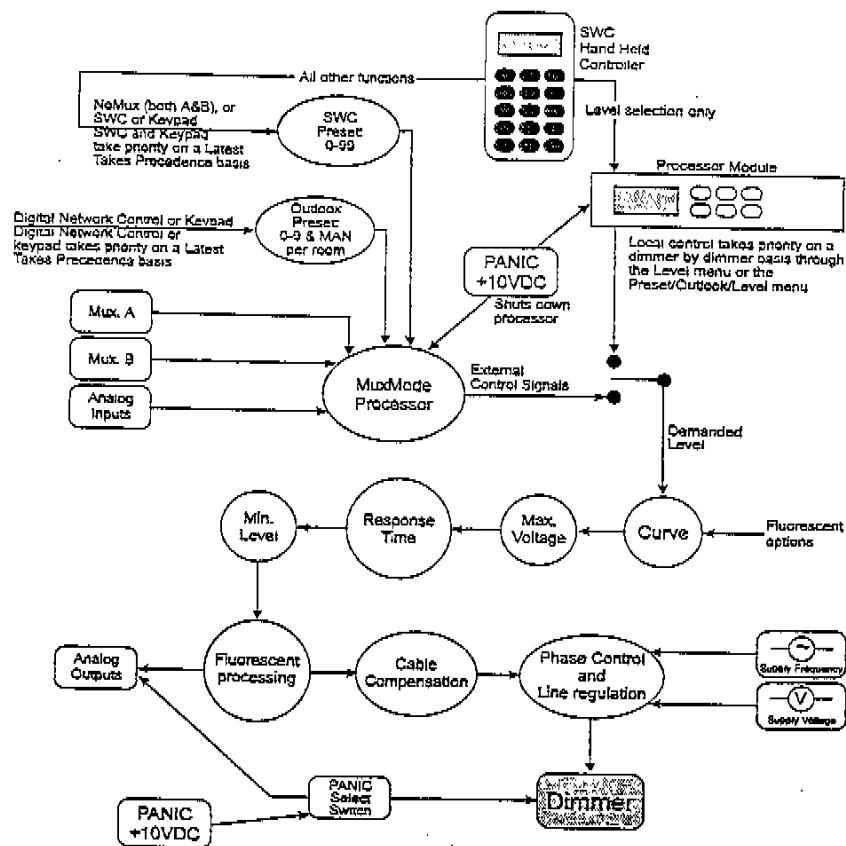 SWC
Hand Held
Controller
All other functions
NoMux (both A&B), or
SWC or Keypad
SWC and Keypad
take priority on a Latest
Takes Precedence basis
SWC
Preset
0-99
Level selection only
Processor Module
Digital Network Control or Keypad
Digital Network Control or
keypad takes priority on a Latest
Takes Precedence basis
Outlook
Preset
0-9 & MAN
per room
Local control takes priority on a
dimmer by dimmer basis through
the Level menu or the
Preset/Outlook/Level menu
PANIC
+10VDC
Shuts down
processor
Mux. A
Mux. B
Analog
Inputs
MuxMode
Processor
External
Control Signals
Demanded
Level
Min.
Level
Response
Time
Max.
Voltage
Curve
Fluorescent
options
Analog
Outputs
Fluorescent
processing
Cable
Compensation
Phase Control
and
Line regulation
~
Supply Frequency
V
Supply Voltage
PANIC
Select
Switch
Dimmer
PANIC
+10VDC